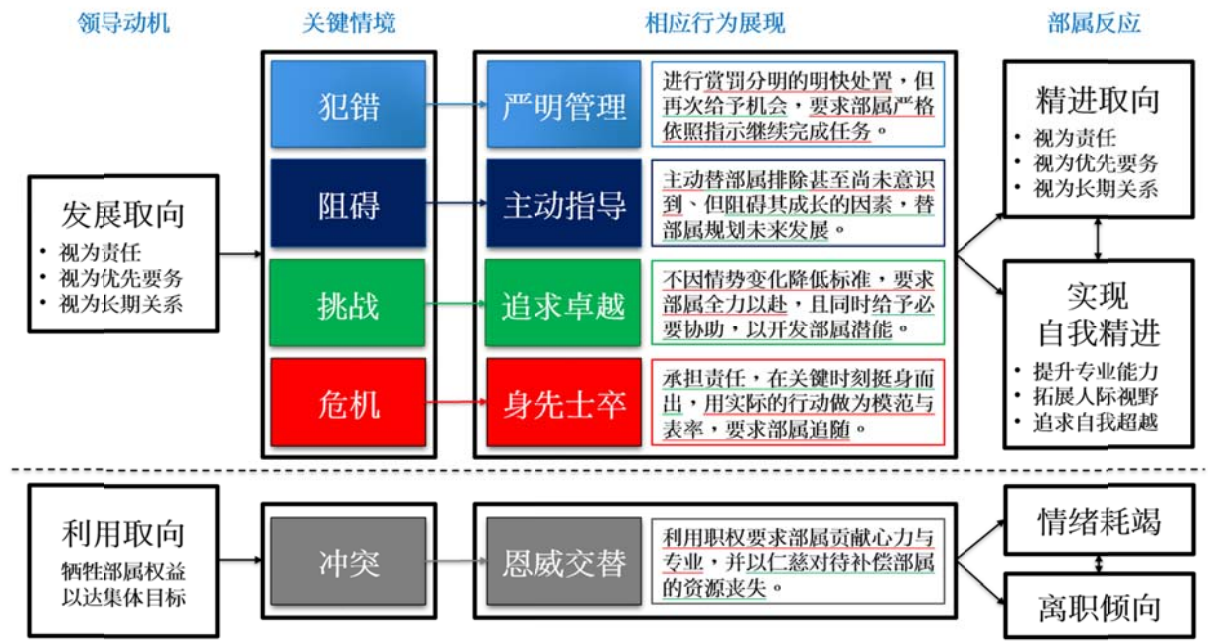 领导动机
关键情境
相应行为展现
部属反应
发展取向
• 视为责任
• 视为优先要务
• 视为长期关系
犯错
严明管理
进行赏罚分明的明快处置，但
再次给予机会，要求部属严格
依照指示继续完成任务。
阻碍
主动指导
主动替部属排除甚至尚未意识
到、但阻碍其成长的因素，替
部属规划未来发展。
挑战
追求卓越
不因情势变化降低标准，要求
部属全力以赴，且同时给予必
要协助，以开发部属潜能。
危机
身先士卒
承担责任，在关键时刻挺身而
出，用实际的行动做为模范与
表率，要求部属追随。
精进取向
• 视为责任
• 视为优先要务
• 视为长期关系
实现
自我精进
• 提升专业能力
• 拓展人际视野
• 追求自我超越
利用取向
牺牲部属权益
以达集体目标
冲突
恩威交替
利用职权要求部属贡献心力与
专业，并以仁慈对待补偿部属
的资源丧失。
情绪耗竭
离职倾向